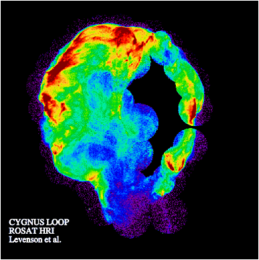 CYGNUS LOOP
ROSAT HRI
Levenson et al.